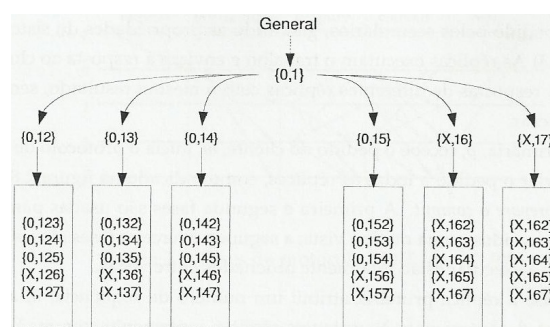 General
{0,1}
{0,12} {0,13} {0,14} {0,15} {X,16} {X,17
{0,123} {0,132} {0,142} {0,152} {X,162} {X,162}
{0,124} {0,134} {0,143} {0,153} {X,163} {X,163}
{0,125} {0,135} {0,145} {0,154} {X,164} {X,164}
{X,126} {X,136} {X,146} {X,156} {X,165} {X,165}
{X,127} {X,137} {X,147} {X,157} {X,167} {X,167}